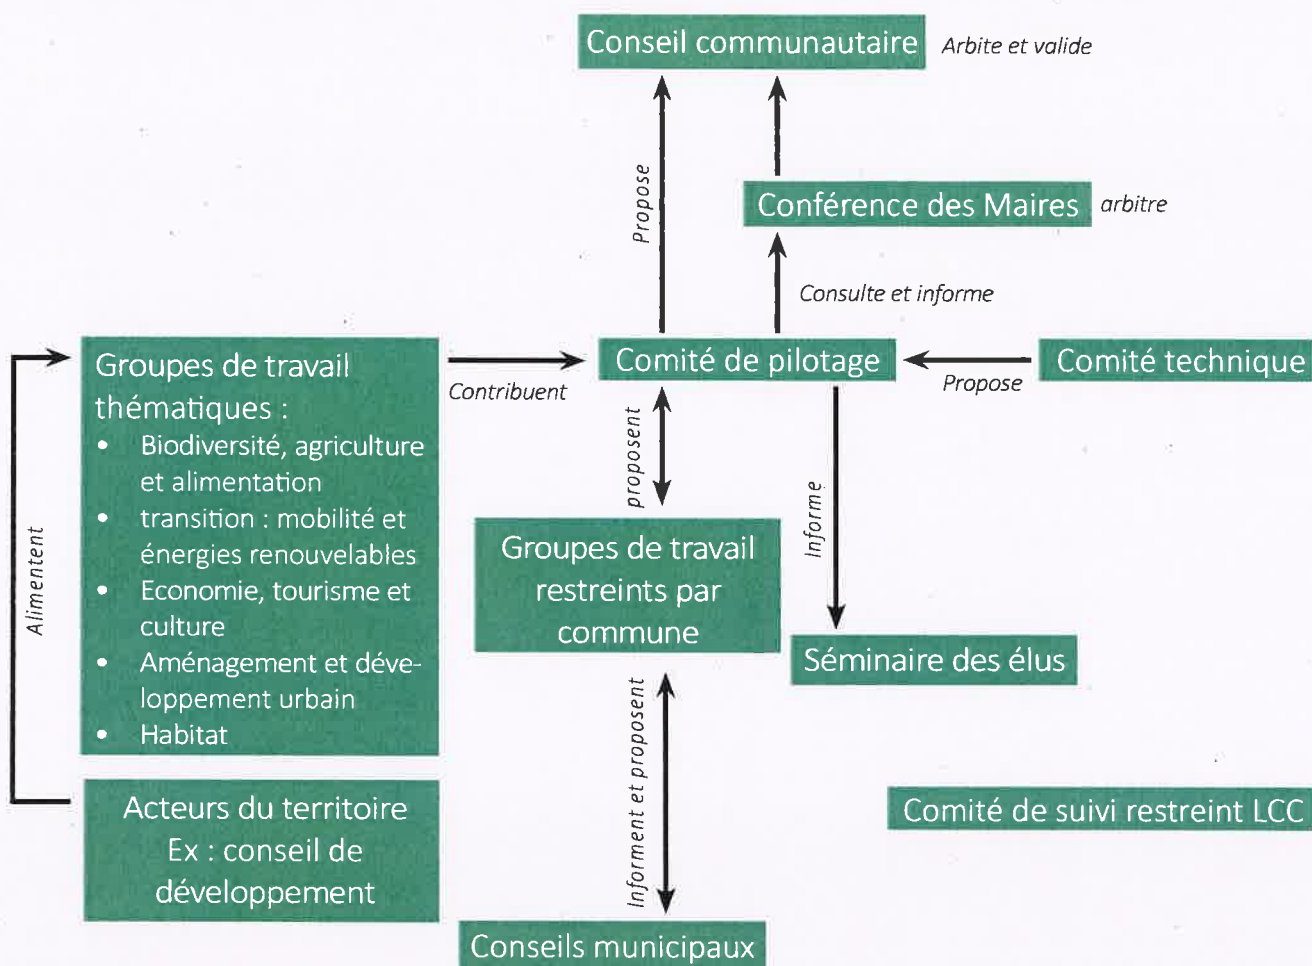 Conseil communautaire
Arbite et valide
Propose
Conférence des Maires
arbitre
Consulte et informe
Groupes de travail
thématiques :
• Biodiversité, agriculture
et alimentation
• transition : mobilité et
énergies renouvelables
• Economie, tourisme et
culture
• Aménagement et déve-
loppement urbain
• Habitat
Contribuent
Comité de pilotage
Propose
Comité technique
Alimentent
proposent
Informe
Groupes de travail
restreints par
commune
Séminaire des élus
Informent et proposent
Acteurs du territoire
Ex : conseil de
développement
Comité de suivi restreint LCC
Conseils municipaux